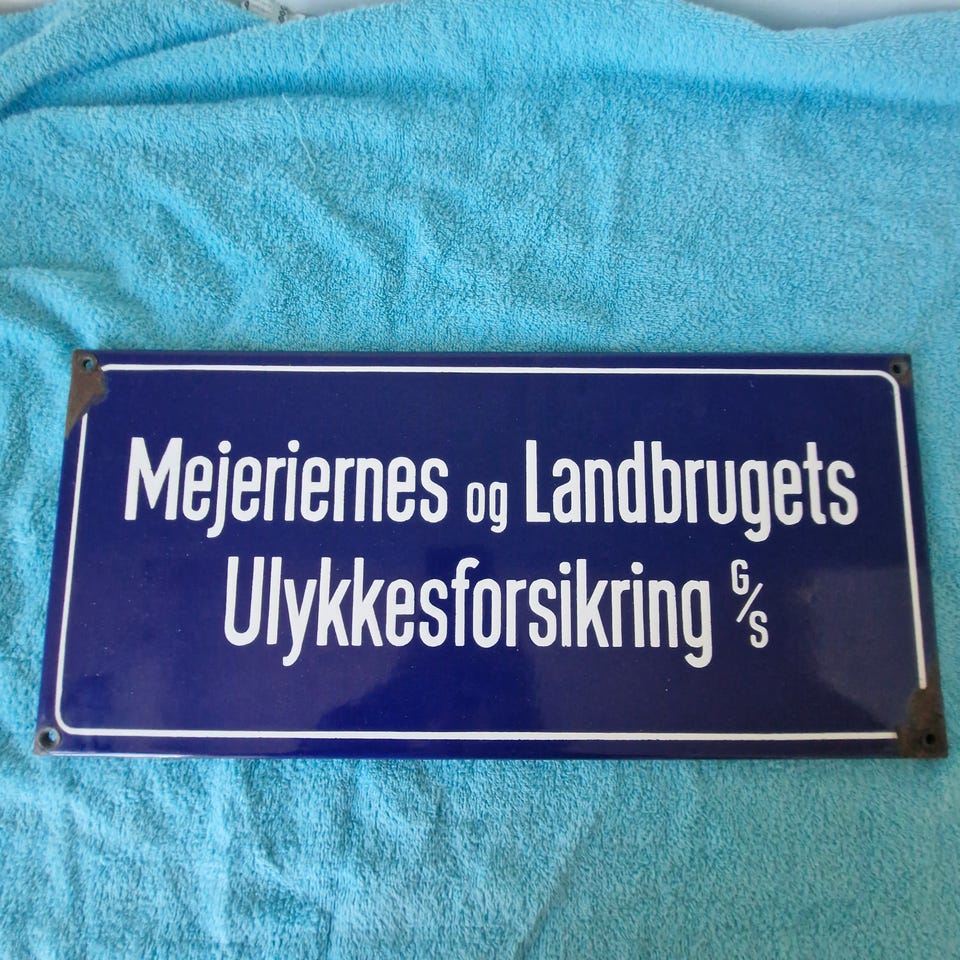 Mejeriernes og Landbrugets
Ulykkesforsikring G/S